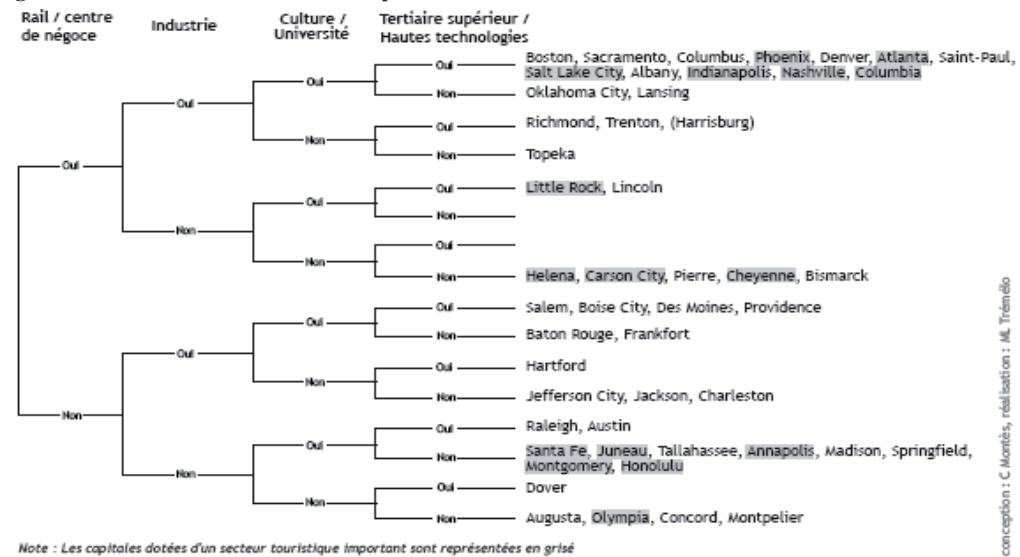 Rail / centre de négoce
Industrie
Culture / Université
Tertiaire supérieur / Hautes technologies
Oui
Oui
Oui
Oui
Boston, Sacramento, Columbus, Phoenix, Denver, Atlanta, Saint-Paul,
Salt Lake City, Albany, Indianapolis, Nashville, Columbia
Non
Oklahoma City, Lansing
Non
Oui
Richmond, Trenton, (Harrisburg)
Non
Topeka
Non
Oui
Oui
Little Rock, Lincoln
Non
Non
Oui
Non
Helena, Carson City, Pierre, Cheyenne, Bismarck
Non
Oui
Oui
Oui
Salem, Boise City, Des Moines, Providence
Non
Baton Rouge, Frankfort
Non
Oui
Hartford
Non
Jefferson City, Jackson, Charleston
Non
Oui
Oui
Raleigh, Austin
Non
Santa Fe, Juneau, Tallahassee, Annapolis, Madison, Springfield,
Montgomery, Honolulu
Non
Oui
Dover
Non
Augusta, Olympia, Concord, Montpelier
Note : Les capitales dotées d'un secteur touristique important sont représentées en grisé
conception : C Montès, réalisation : ML Trémélo